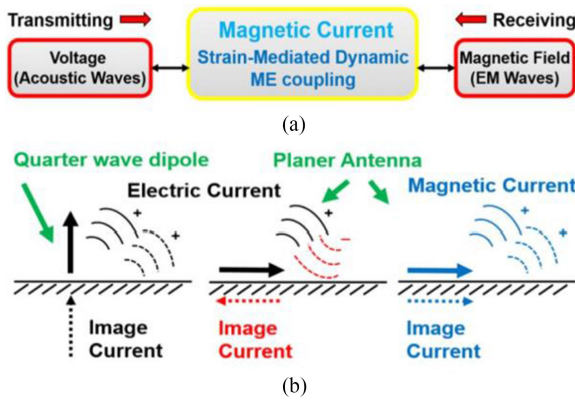 Transmitting
Receiving
Voltage
(Acoustic Waves)
Magnetic Current
Strain-Mediated Dynamic
ME coupling
Magnetic Field
(EM Waves)
(a)
Quarter wave dipole
Planer Antenna
Electric Current
Magnetic Current
+
+
+
−
+
+
Image
Current
Image
Current
Image
Current
(b)